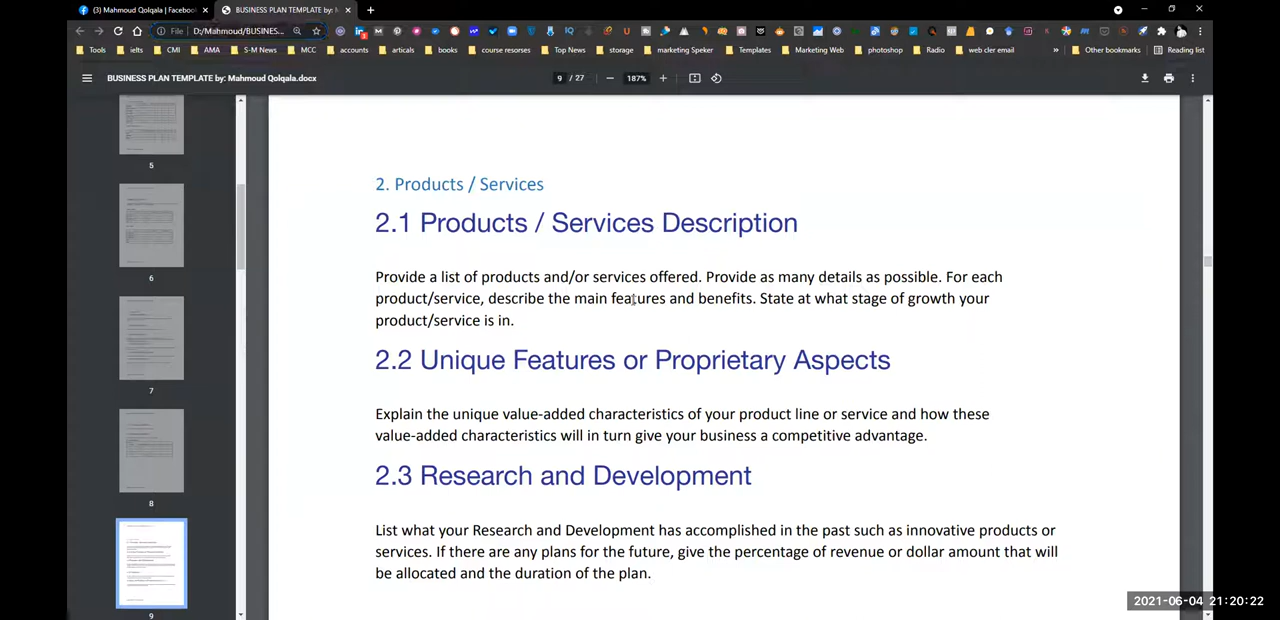 (3) Mahmoud Qolqala | Faceboo
BUSINESS PLAN TEMPLATE by: M
File
D:/Mahmoud/BUSINES...
Tools
ielts
CMI
AMA
S-M News
MCC
accounts
articals
books
course resorses
Top News
storage
marketing Speker
Templates
Marketing Web
photoshop
Radio
web cler email
»
Other bookmarks
Reading list
BUSINESS PLAN TEMPLATE by: Mahmoud Qolqala.docx
9 / 27
187%
5
6
7
8
9
2. Products / Services
2.1 Products / Services Description
Provide a list of products and/or services offered. Provide as many details as possible. For each
product/service, describe the main features and benefits. State at what stage of growth your
product/service is in.
2.2 Unique Features or Proprietary Aspects
Explain the unique value-added characteristics of your product line or service and how these
value-added characteristics will in turn give your business a competitive advantage.
2.3 Research and Development
List what your Research and Development has accomplished in the past such as innovative products or
services. If there are any plans for the future, give the percentage of revenue or dollar amount that will
be allocated and the duration of the plan.
2021-06-04 21:20:22